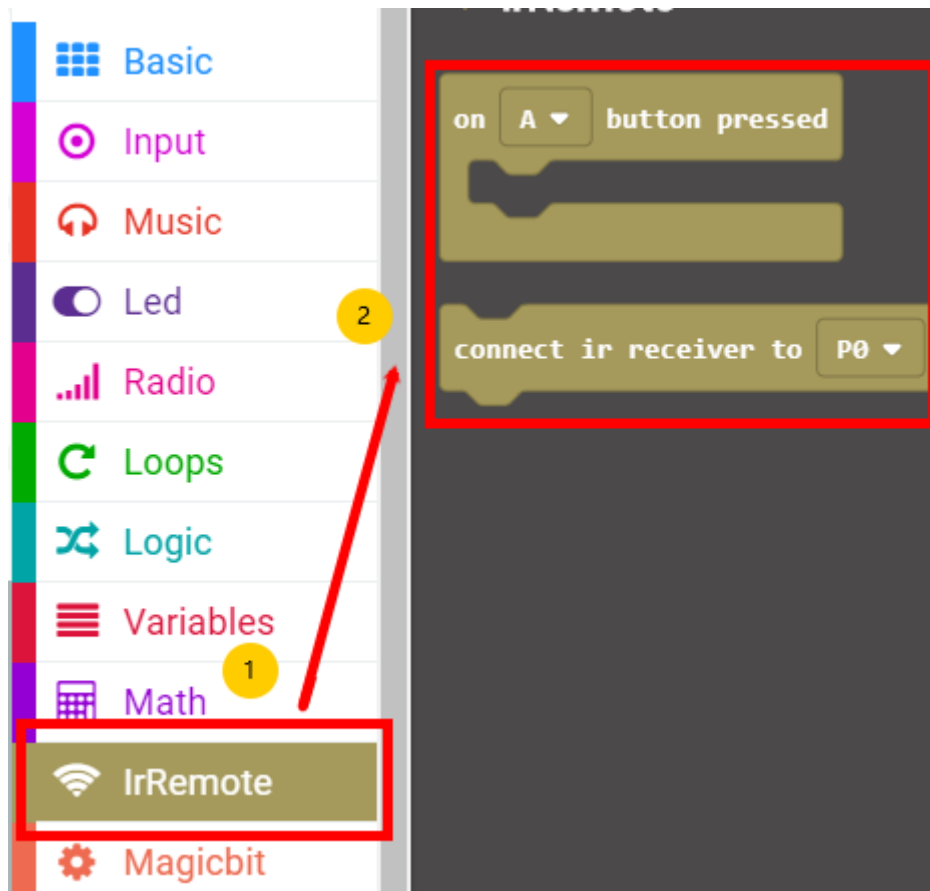 Basic
Input
Music
Led
Radio
Loops
Logic
Variables
Math
IrRemote
Magicbit
1
2
IrRemote
on A button pressed
connect ir receiver to P0